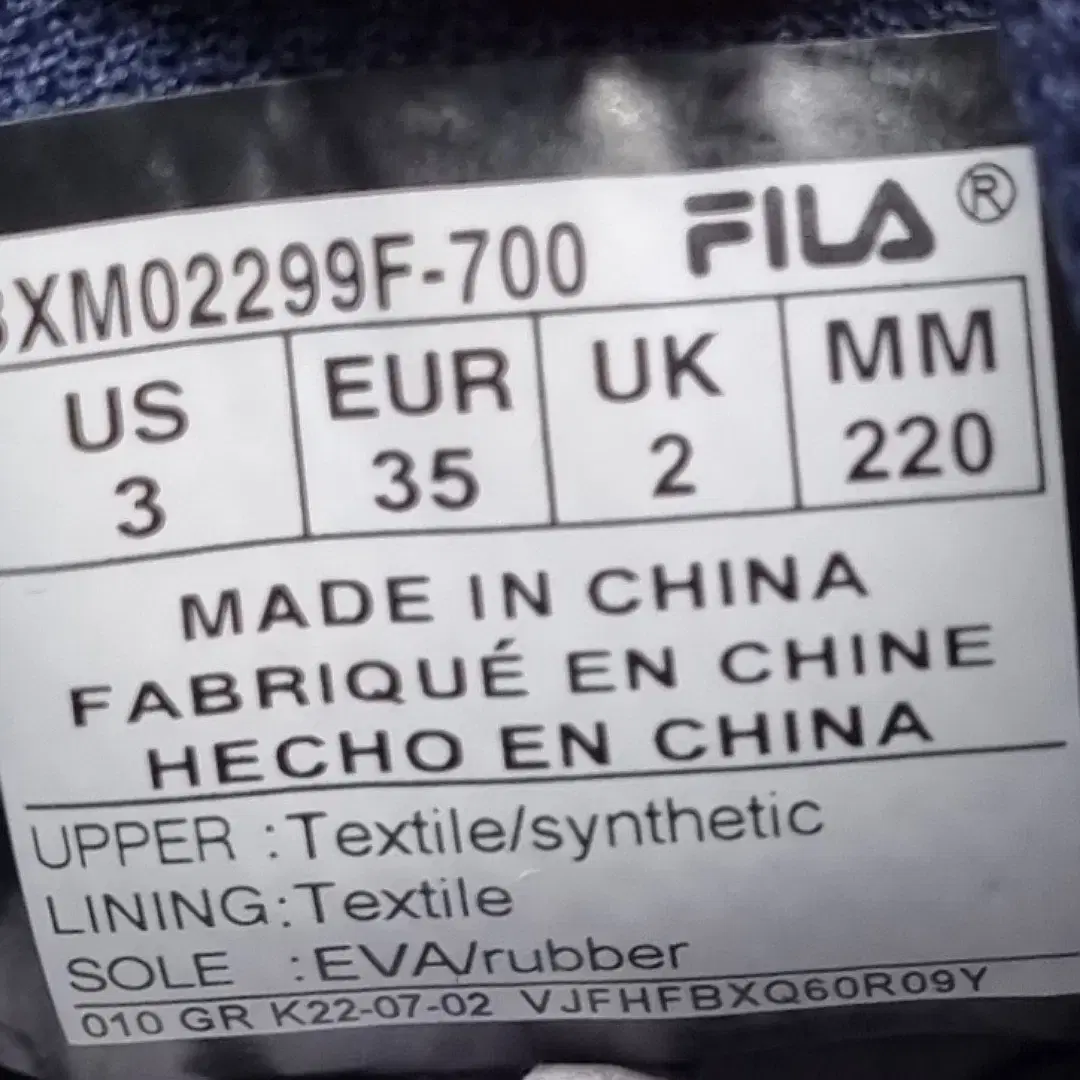 3XM02299F-700 FILA ®
US EUR UK MM
3 35 2 220
MADE IN CHINA
FABRIQUÉ EN CHINE
HECHO EN CHINA
UPPER :Textile/synthetic
LINING:Textile
SOLE :EVA/rubber
010 GR K22-07-02 VJFHFBXQ60R09Y